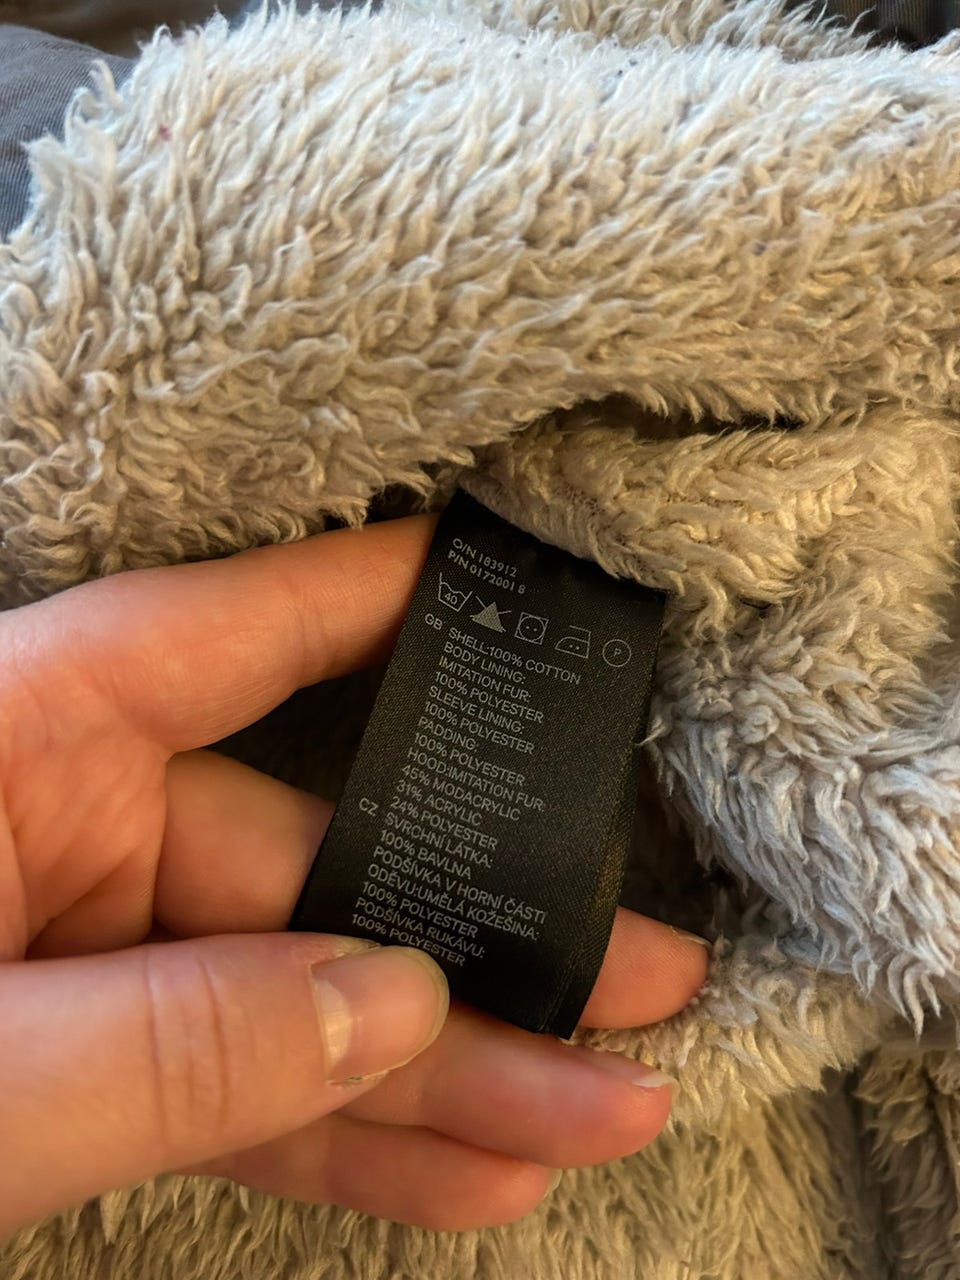 O/N 183912
P/N 0172001 8
40
P
GB SHELL:100% COTTON
BODY LINING:
IMITATION FUR:
100% POLYESTER
SLEEVE LINING:
100% POLYESTER
PADDING:
100% POLYESTER
HOOD:IMITATION FUR:
45% MODACRYLIC
31% ACRYLIC
24% POLYESTER
CZ SVRCHNÍ LÁTKA:
100% BAVLNA
PODŠÍVKA V HORNÍ ČÁSTI
ODĚVU:UMĚLÁ KOŽEŠINA:
100% POLYESTER
PODŠÍVKA RUKÁVU:
100% POLYESTER